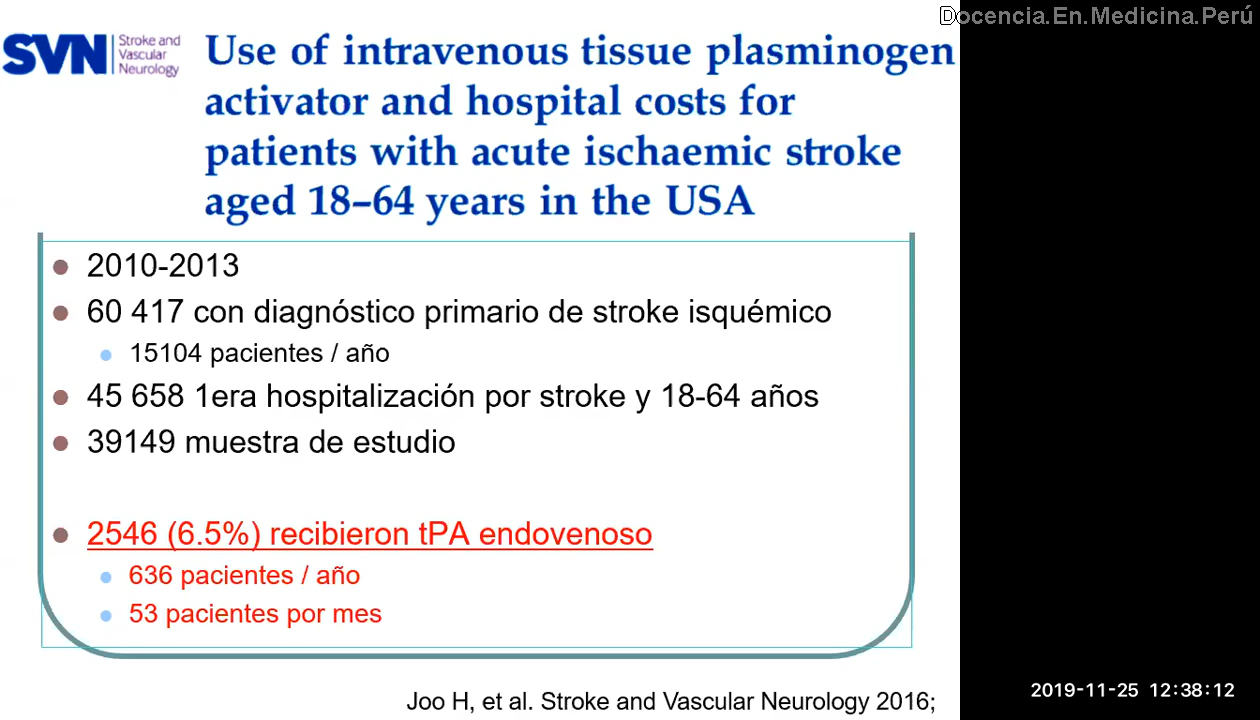 Docencia.En.Medicina.Perú
SVN
Stroke and
Vascular
Neurology
Use of intravenous tissue plasminogen
activator and hospital costs for
patients with acute ischaemic stroke
aged 18–64 years in the USA
2010-2013
60 417 con diagnóstico primario de stroke isquémico
15104 pacientes / año
45 658 1era hospitalización por stroke y 18-64 años
39149 muestra de estudio
2546 (6.5%) recibieron tPA endovenoso
636 pacientes / año
53 pacientes por mes
Joo H, et al. Stroke and Vascular Neurology 2016;
2019-11-25 12:38:12